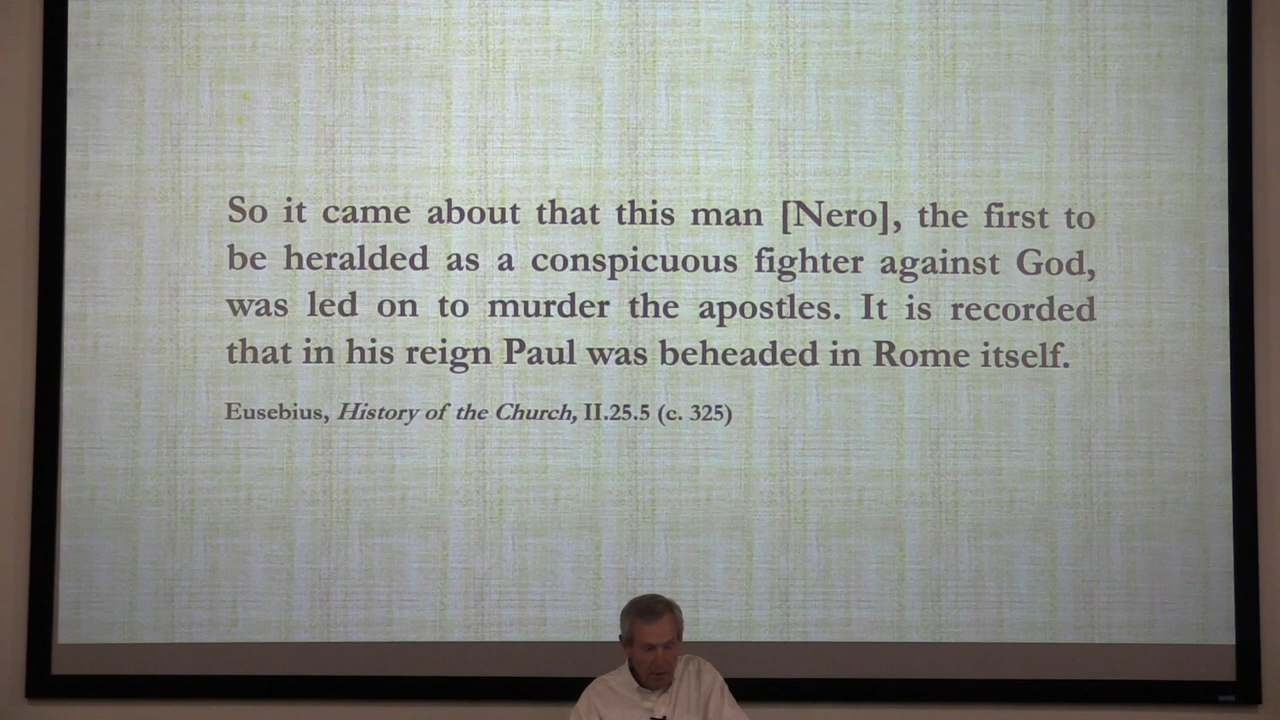 So it came about that this man [Nero], the first to
be heralded as a conspicuous fighter against God,
was led on to murder the apostles. It is recorded
that in his reign Paul was beheaded in Rome itself.
Eusebius, History of the Church, II.25.5 (c. 325)